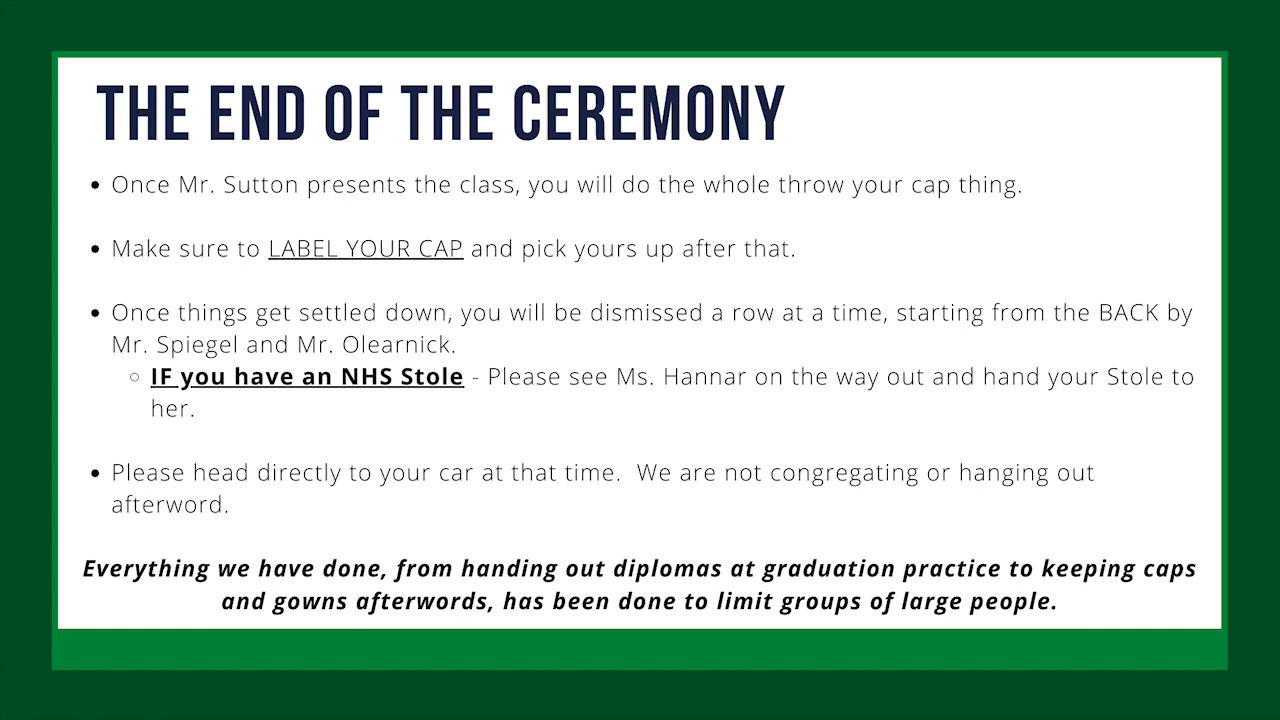 THE END OF THE CEREMONY
• Once Mr. Sutton presents the class, you will do the whole throw your cap thing.
• Make sure to LABEL YOUR CAP and pick yours up after that.
• Once things get settled down, you will be dismissed a row at a time, starting from the BACK by
Mr. Spiegel and Mr. Olearnick.
○ IF you have an NHS Stole - Please see Ms. Hannar on the way out and hand your Stole to
her.
• Please head directly to your car at that time.  We are not congregating or hanging out
afterword.
Everything we have done, from handing out diplomas at graduation practice to keeping caps
and gowns afterwords, has been done to limit groups of large people.